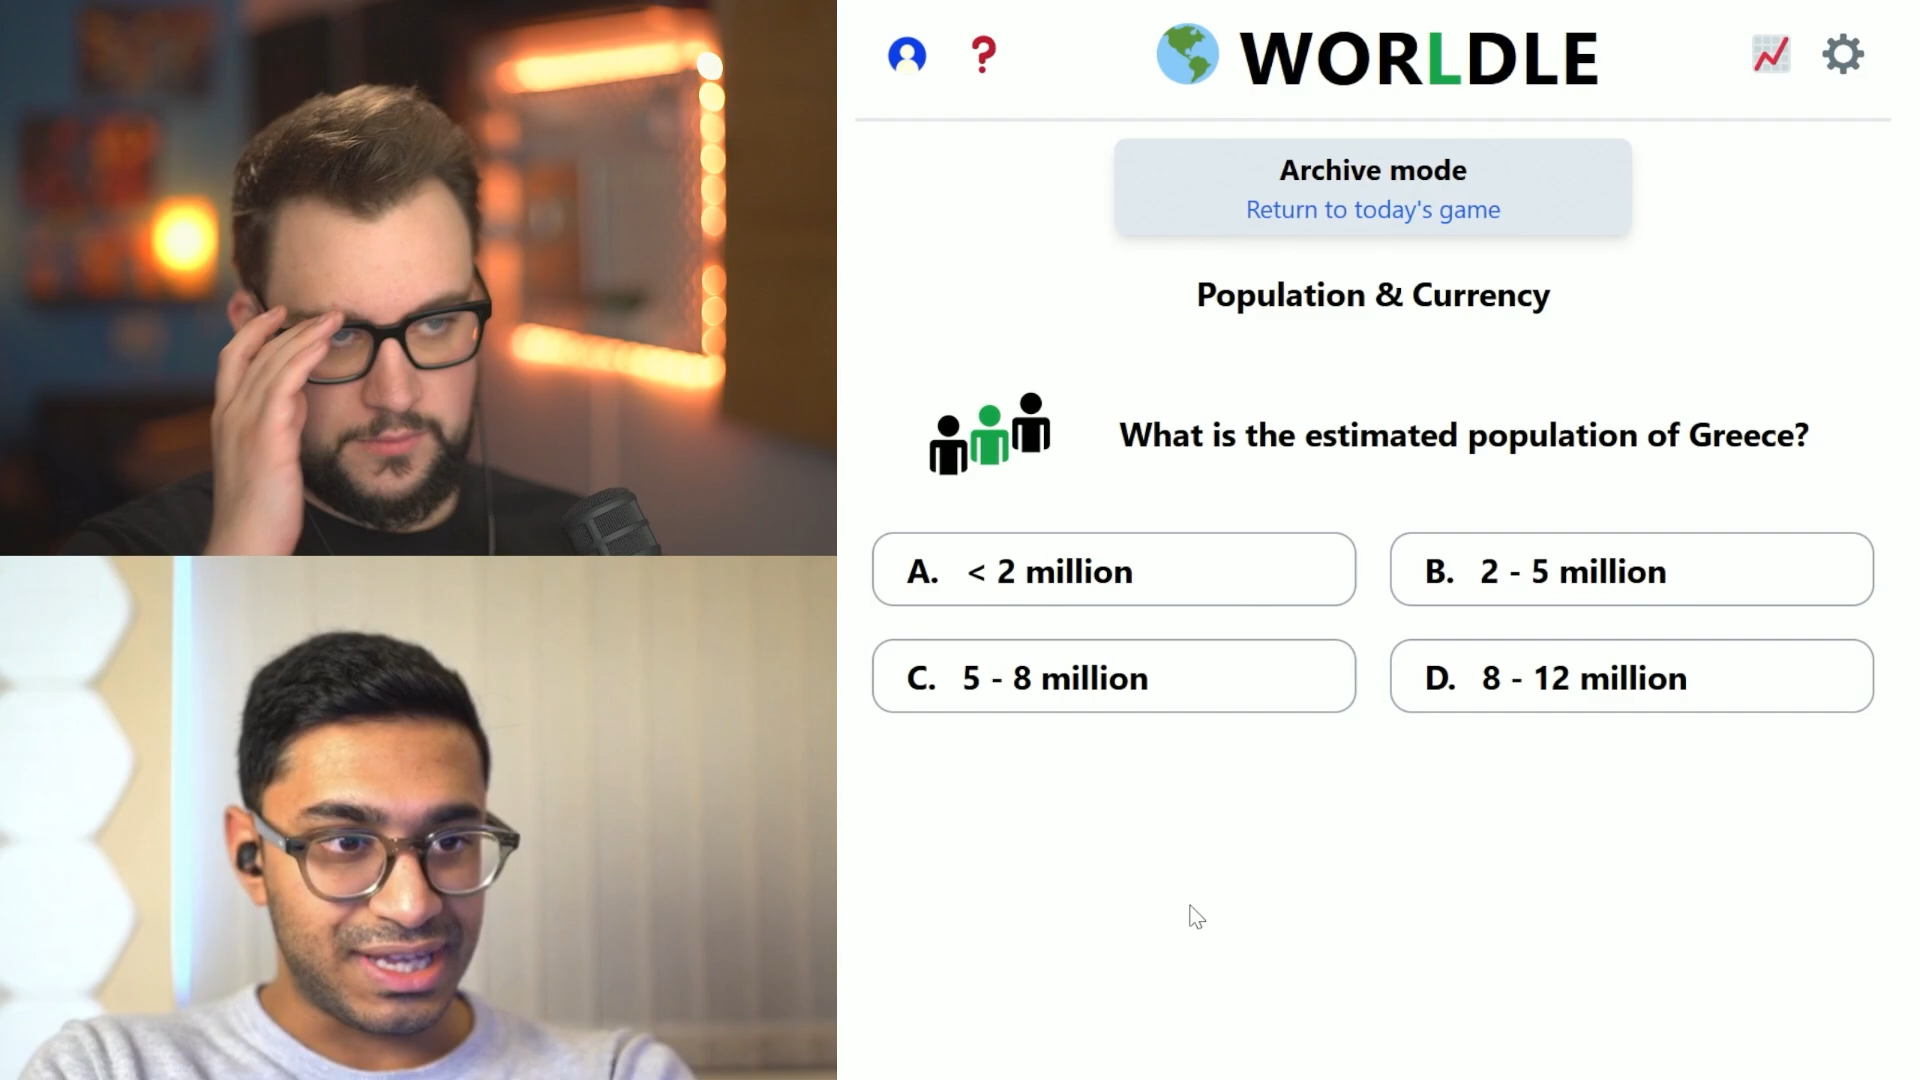 ? WORLDLE
Archive mode
Return to today's game
Population & Currency
What is the estimated population of Greece?
A. < 2 million
B. 2 - 5 million
C. 5 - 8 million
D. 8 - 12 million